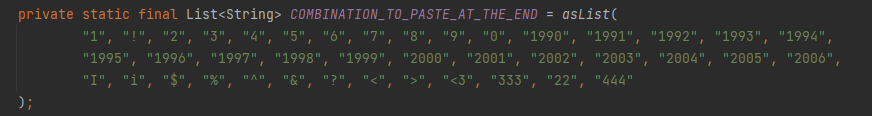 private static final List<String> COMBINATION_TO_PASTE_AT_THE_END = asList(
"1", "!", "2", "3", "4", "5", "6", "7", "8", "9", "0", "1990", "1991", "1992", "1993", "1994",
"1995", "1996", "1997", "1998", "1999", "2000", "2001", "2002", "2003", "2004", "2005", "2006",
"I", "i", "$", "%", "^", "&", "?", "<", ">", "<3", "333", "22", "444"
);